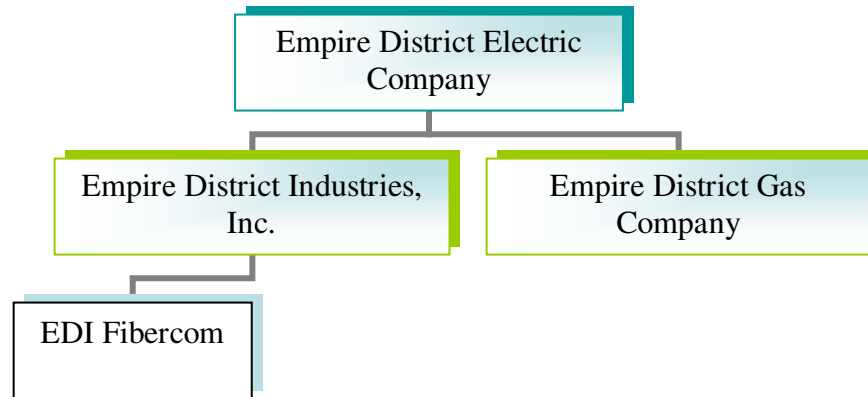 Empire District Electric
Company
Empire District Industries,
Inc.
Empire District Gas
Company
EDI Fibercom